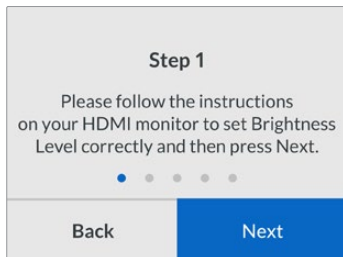 Step 1
Please follow the instructions
on your HDMI monitor to set Brightness
Level correctly and then press Next.
Back
Next